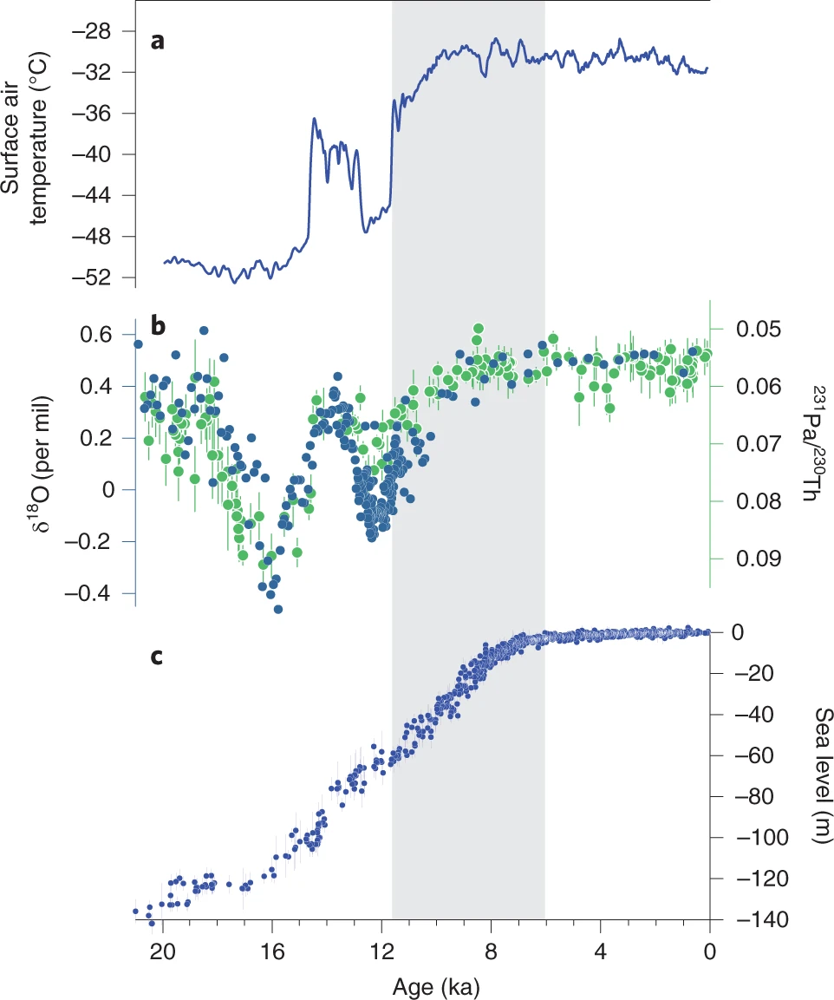 a
−28
−32
−36
−40
−44
−48
−52
Surface air
temperature (°C)
b
0.6
0.4
0.2
0
−0.2
−0.4
δ18O (per mil)
0.05
0.06
0.07
0.08
0.09
231Pa/230Th
c
0
−20
−40
−60
−80
−100
−120
−140
Sea level (m)
20 16 12 8 4 0
Age (ka)